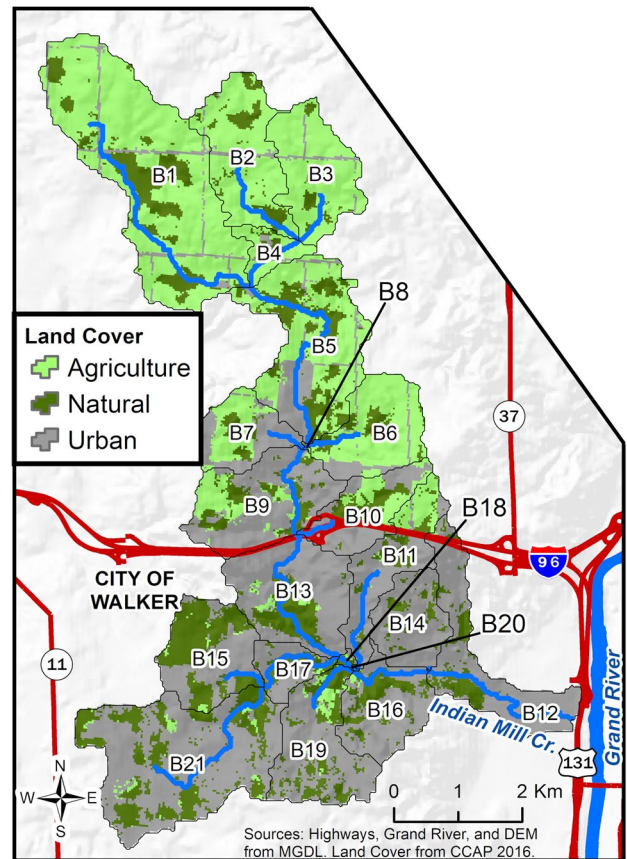 B1
B2
B3
B4
B8
Land Cover
Agriculture
Natural
Urban
B5
37
B7
B6
B9
B10
B18
B11
96
CITY OF
WALKER
B13
B14
B20
11
B15
B17
B16
B12
Indian Mill Cr.
Grand River
B21
B19
131
N
W E
S
0 1 2 Km
Sources: Highways, Grand River, and DEM
from MGDL. Land Cover from CCAP 2016.